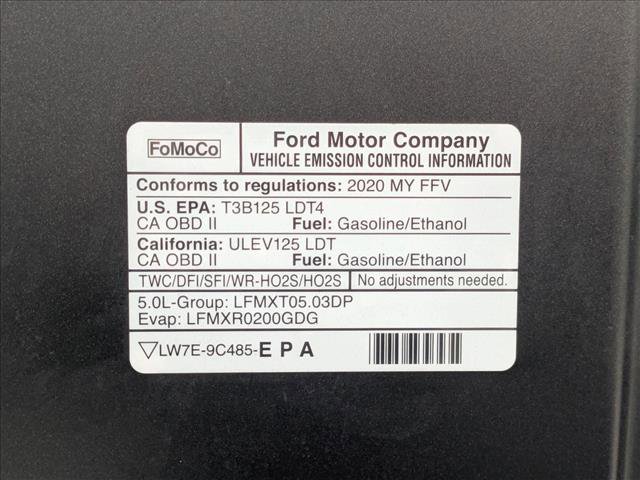 FoMoCo
Ford Motor Company
VEHICLE EMISSION CONTROL INFORMATION
Conforms to regulations: 2020 MY FFV
U.S. EPA: T3B125 LDT4
CA OBD II Fuel: Gasoline/Ethanol
California: ULEV125 LDT
CA OBD II Fuel: Gasoline/Ethanol
TWC/DFI/SFI/WR-HO2S/HO2S No adjustments needed.
5.0L-Group: LFMXT05.03DP
Evap: LFMXR0200GDG
▽LW7E-9C485-EPA